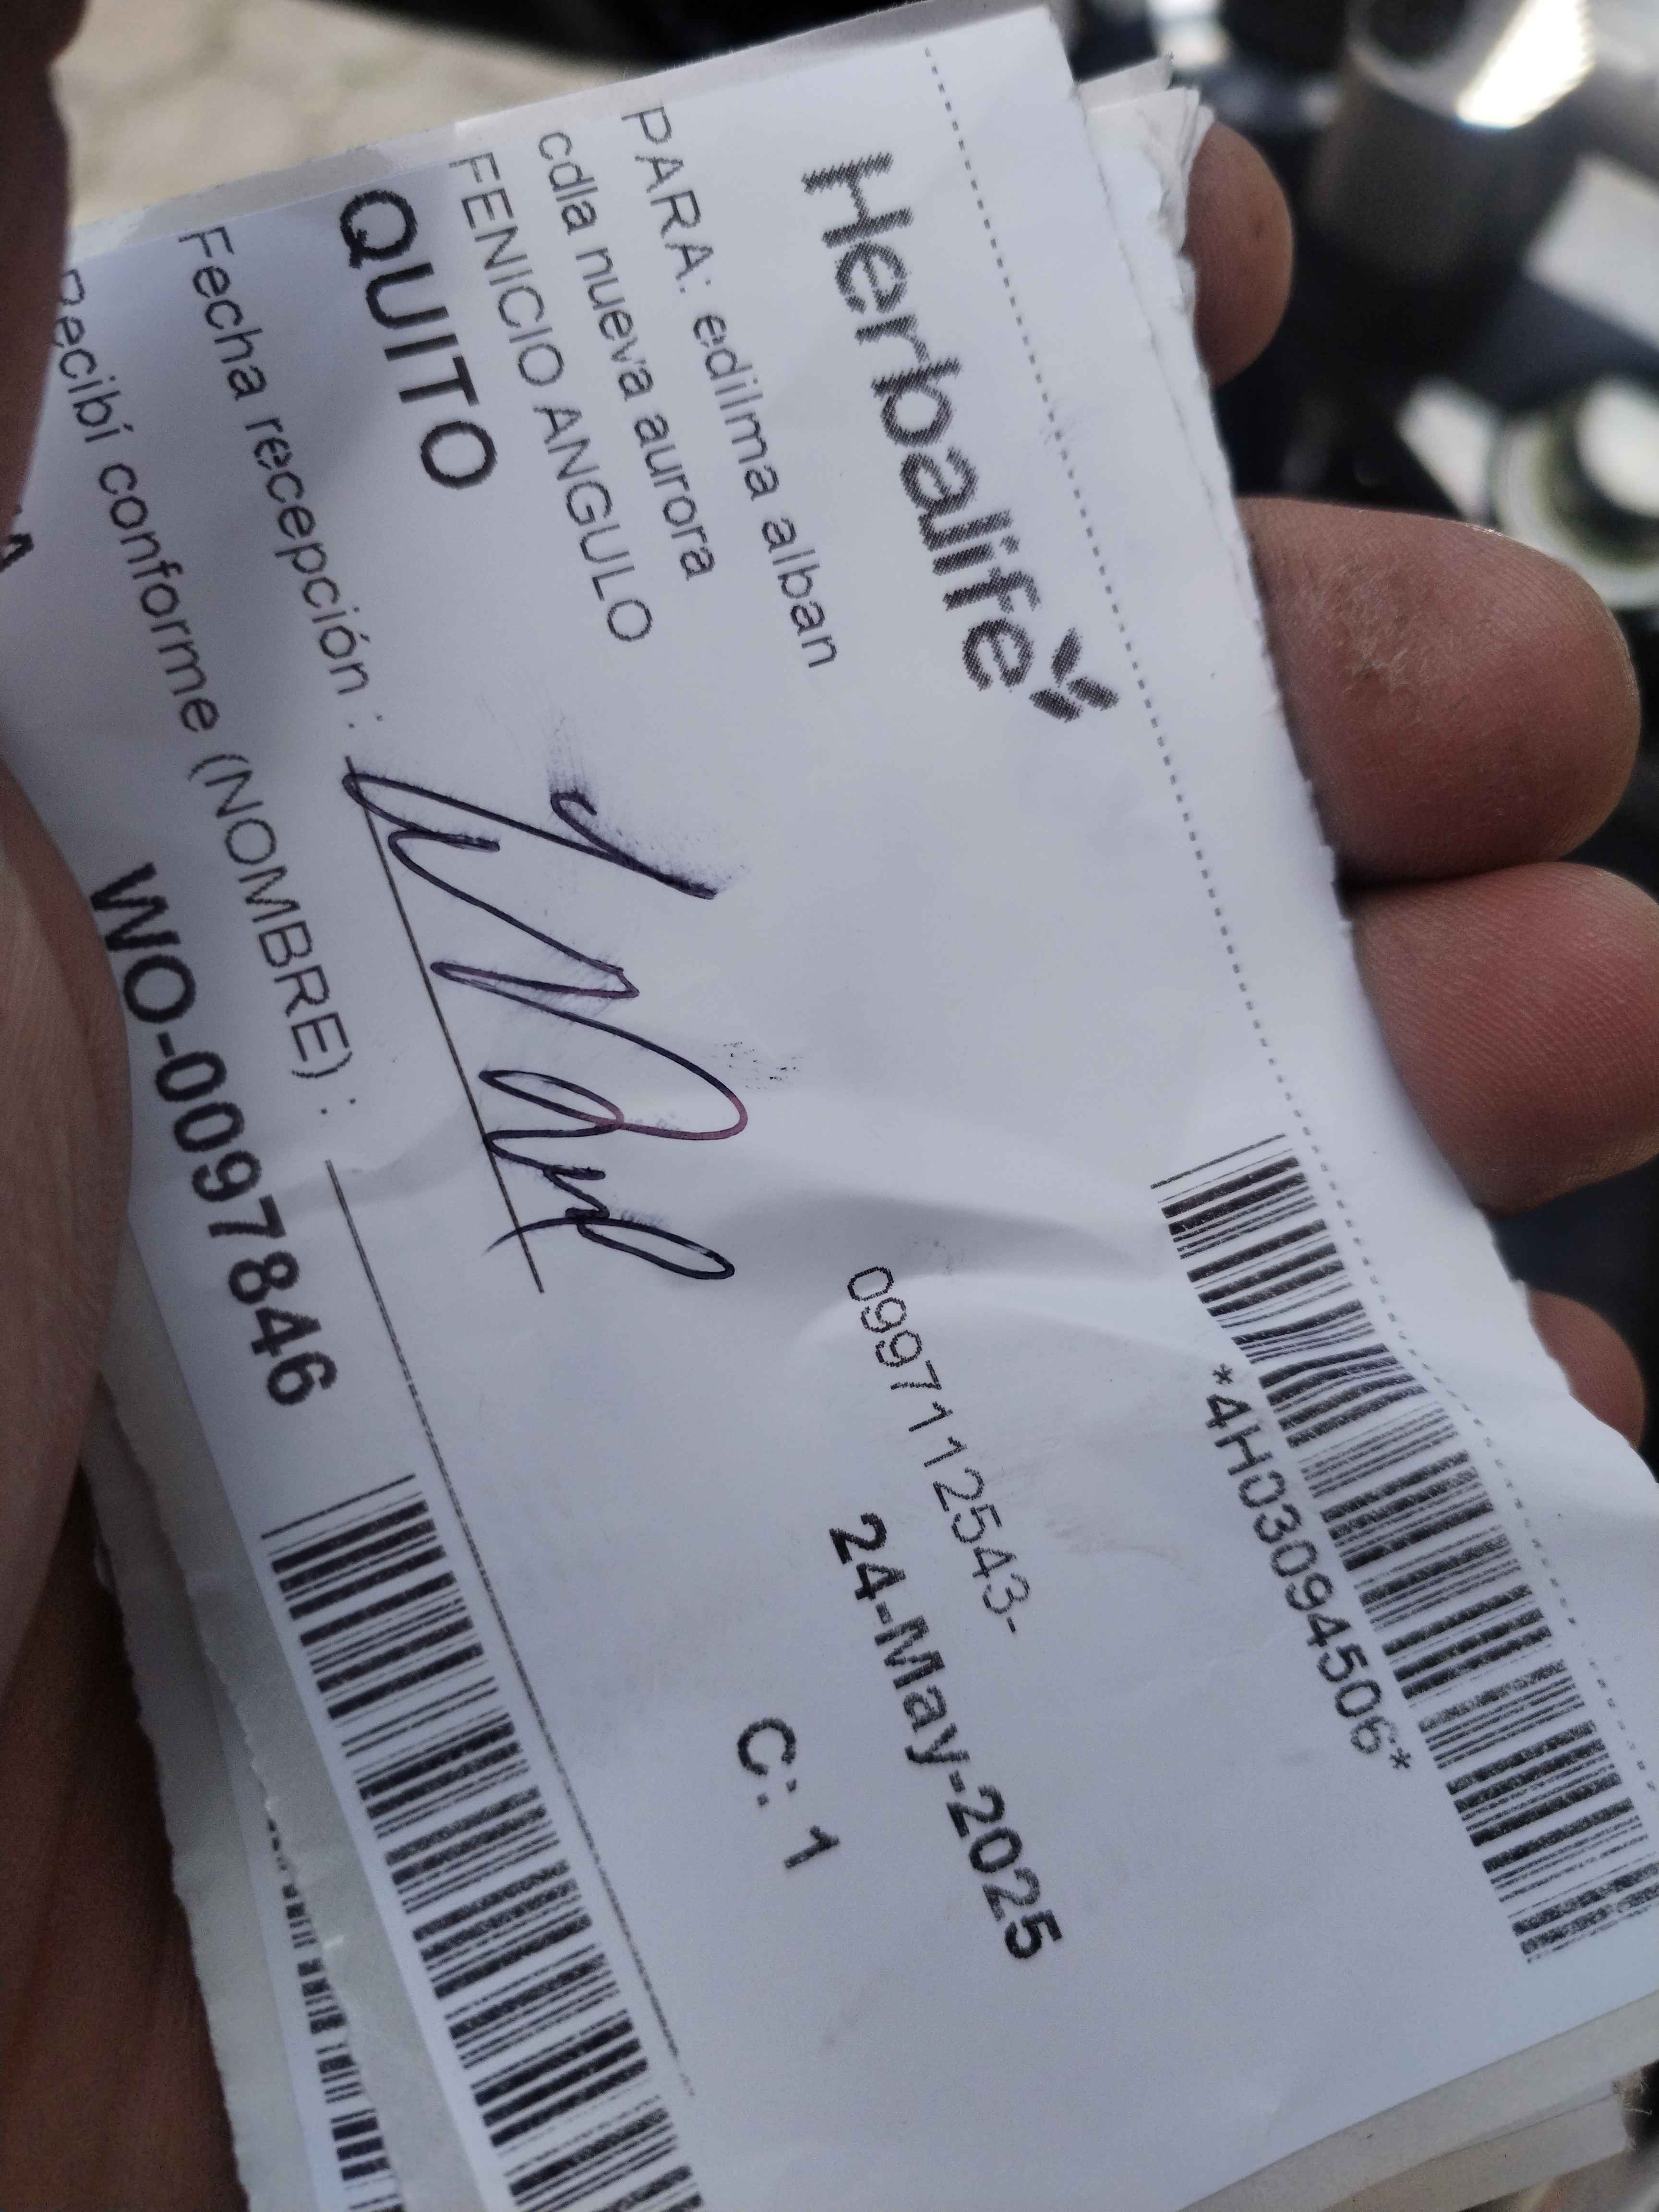 *4H03094506*
Herbalife
PARA: edilma alban
0997112543-
cdla nueva aurora
24-May-2025
FENICIO ANGULO
QUITO
C: 1
Fecha recepción :
Recibí conforme (NOMBRE) :
WO-0097846